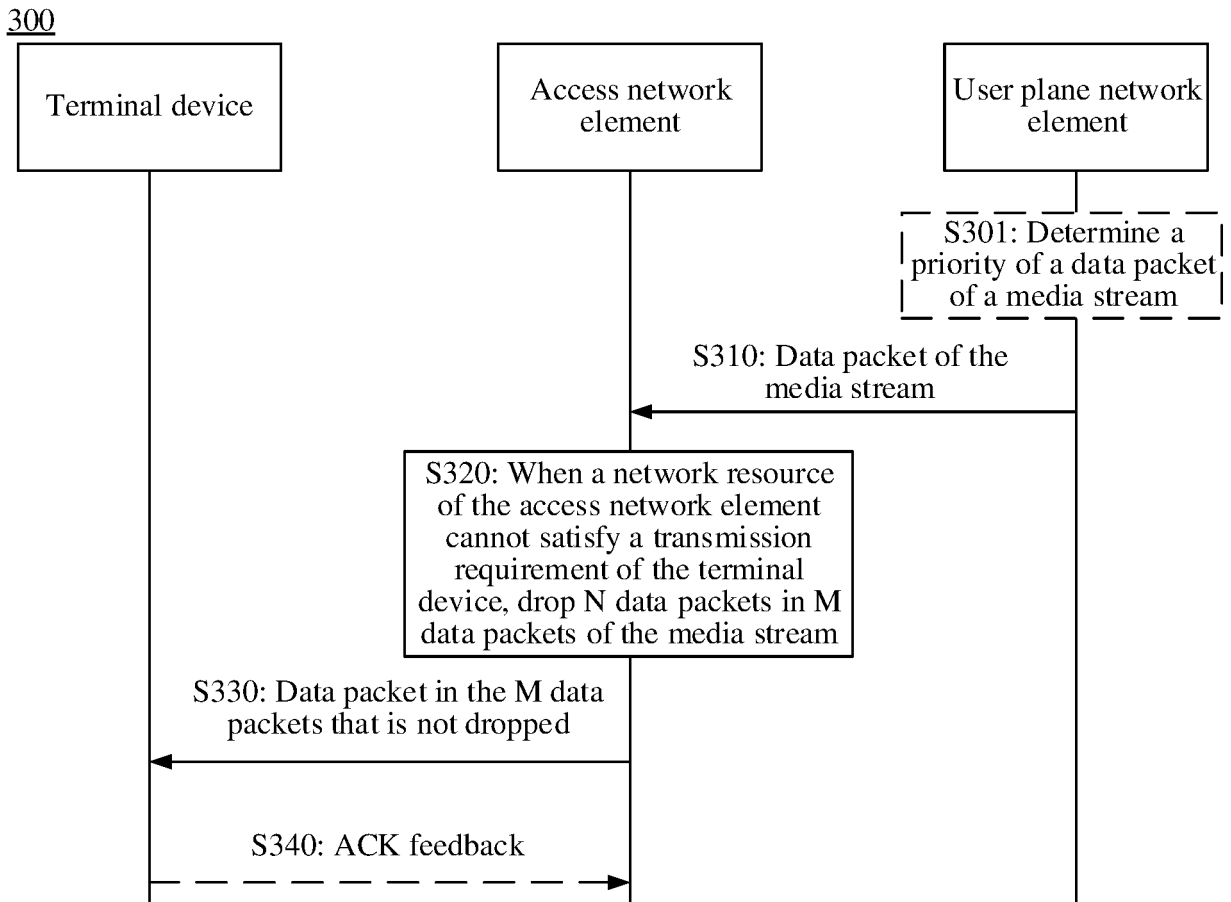 300
Terminal device
Access network
element
User plane network
element
S301: Determine a
priority of a data packet
of a media stream
S310: Data packet of the
media stream
S320: When a network resource
of the access network element
cannot satisfy a transmission
requirement of the terminal
device, drop N data packets in M
data packets of the media stream
S330: Data packet in the M data
packets that is not dropped
S340: ACK feedback